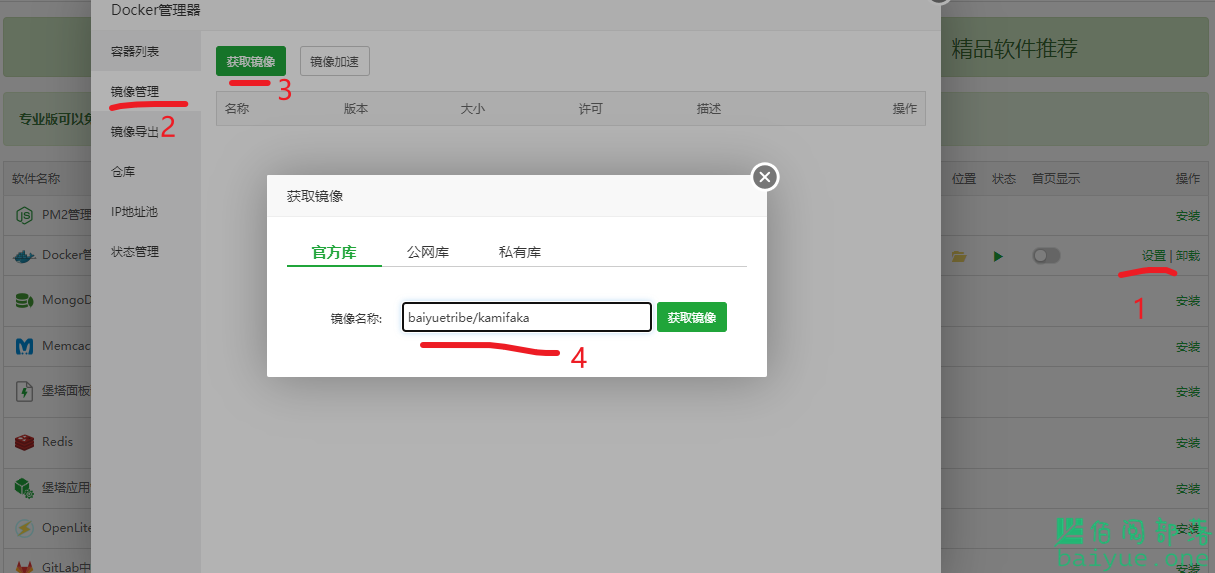 Docker管理器
容器列表
镜像管理
镜像导出
仓库
IP地址池
状态管理
获取镜像 镜像加速
3
2
名称 版本 大小 许可 描述 操作
获取镜像
官方库 公网库 私有库
镜像名称: baiyuetribe/kamifaka 获取镜像
4
精品软件推荐
专业版可以免
软件名称 位置 状态 首页显示 操作
PM2管理 安装
Docker管 设置 | 卸载
1
MongoD 安装
Memcac 安装
堡塔面板 安装
Redis 安装
堡塔应用 安装
OpenLite 安装
GitLab中 安装
佰阅部落
baiyue.one